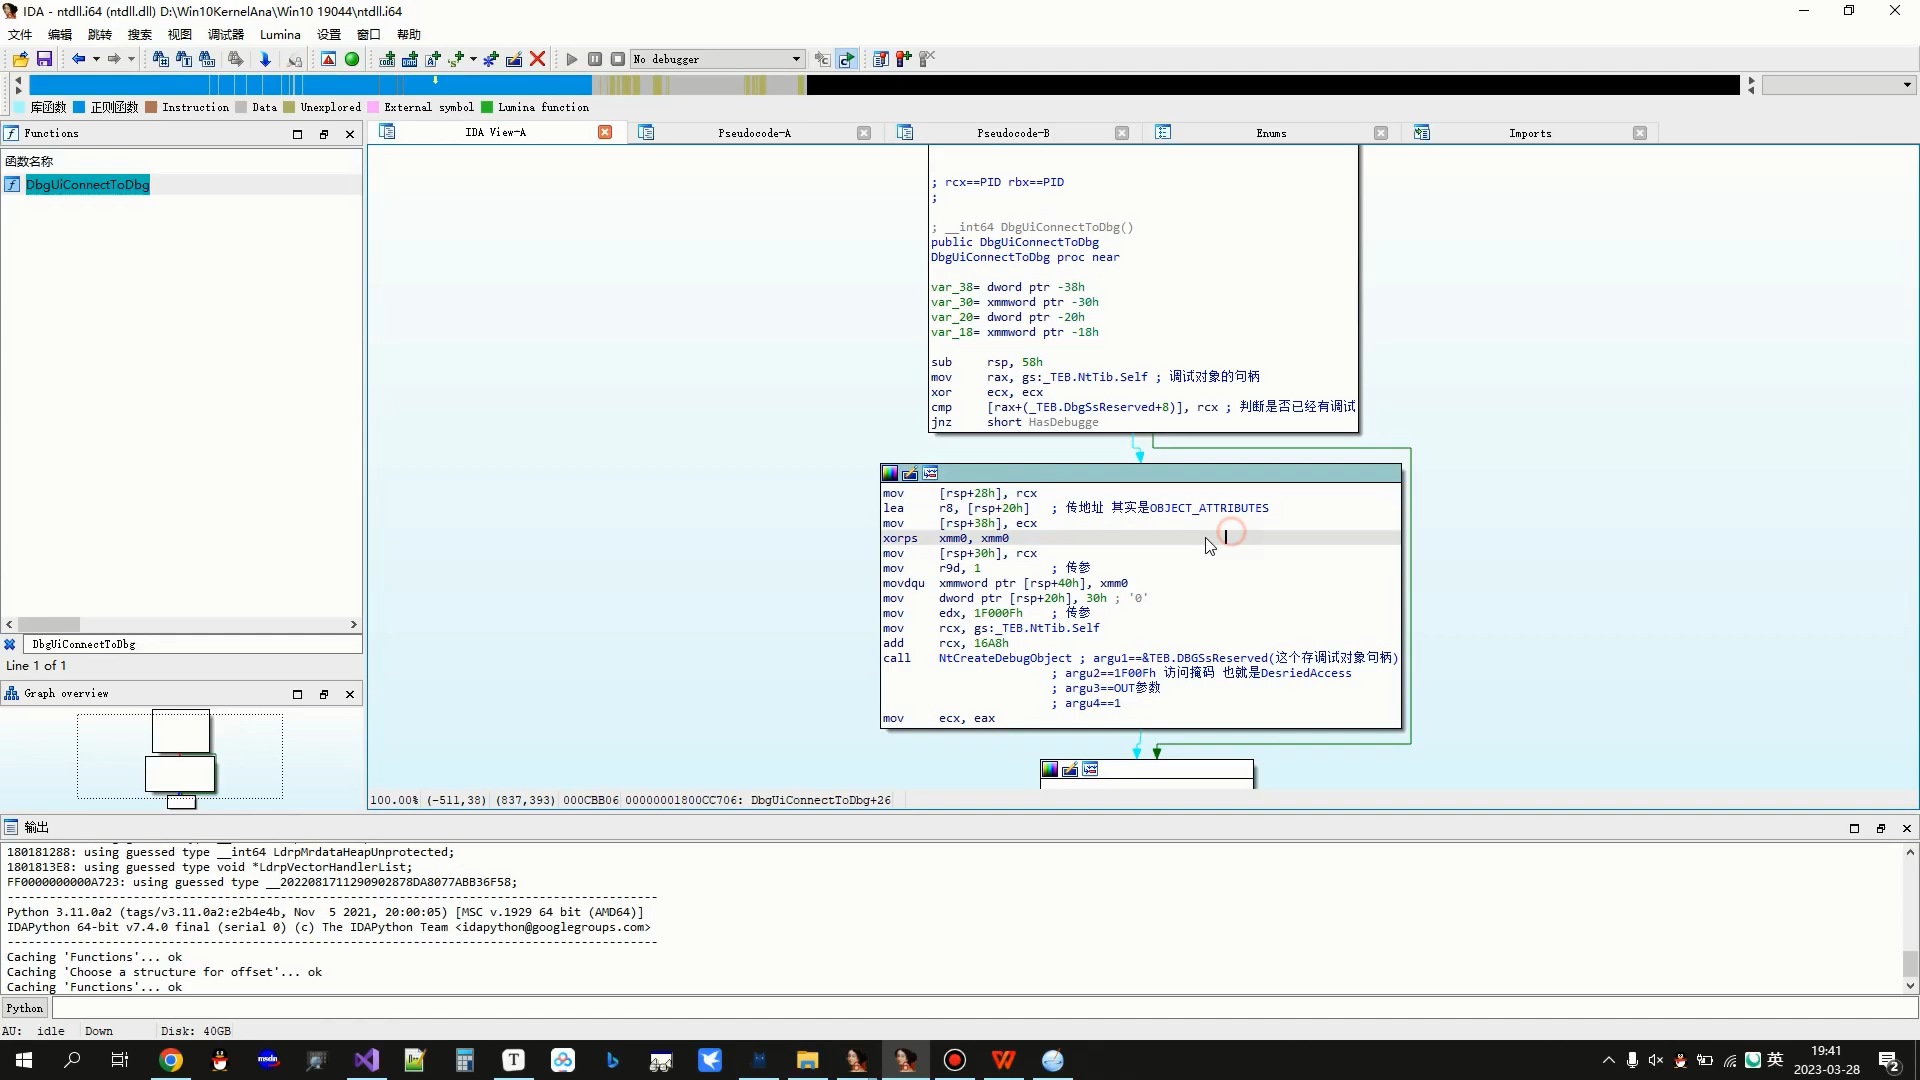 IDA - ntdll.i64 (ntdll.dll) D:\Win10KernelAna\Win10 19044\ntdll.i64
文件 编辑 跳转 搜索 视图 调试器 Lumina 设置 窗口 帮助
No debugger
库函数 正则函数 Instruction Data Unexplored External symbol Lumina function
Functions
函数名称
DbgUiConnectToDbg
DbgUiConnectToDbg
Line 1 of 1
Graph overview
IDA View-A Pseudocode-A Pseudocode-B Enums Imports
; rcx==PID rbx==PID
;
; __int64 DbgUiConnectToDbg()
public DbgUiConnectToDbg
DbgUiConnectToDbg proc near
var_38= dword ptr -38h
var_30= xmmword ptr -30h
var_20= dword ptr -20h
var_18= xmmword ptr -18h
sub rsp, 58h
mov rax, gs:_TEB.NtTib.Self ; 调试对象的句柄
xor ecx, ecx
cmp [rax+(_TEB.DbgSsReserved+8)], rcx ; 判断是否已经有调试
jnz short HasDebugge
mov [rsp+28h], rcx
lea r8, [rsp+20h] ; 传地址 其实是OBJECT_ATTRIBUTES
mov [rsp+38h], ecx
xorps xmm0, xmm0
mov [rsp+30h], rcx
mov r9d, 1 ; 传参
movdqu xmmword ptr [rsp+40h], xmm0
mov dword ptr [rsp+20h], 30h ; '0'
mov edx, 1F000Fh ; 传参
mov rcx, gs:_TEB.NtTib.Self
add rcx, 16A8h
call NtCreateDebugObject ; argu1==&TEB.DBGSsReserved(这个存调试对象句柄)
; argu2==1F00Fh 访问掩码 也就是DesriedAccess
; argu3==OUT参数
; argu4==1
mov ecx, eax
100.00% (-511,38) (837,393) 000CBB06 00000001800CC706: DbgUiConnectToDbg+26
输出
180181288: using guessed type __int64 LdrpMrdataHeapUnprotected;
1801813E8: using guessed type void *LdrpVectorHandlerList;
FF0000000000A723: using guessed type __2022081711290902878DA8077ABB36F58;
---------------------------------------------------------------------------------------------
Python 3.11.0a2 (tags/v3.11.0a2:e2b4e4b, Nov 5 2021, 20:00:05) [MSC v.1929 64 bit (AMD64)]
IDAPython 64-bit v7.4.0 final (serial 0) (c) The IDAPython Team <idapython@googlegroups.com>
---------------------------------------------------------------------------------------------
Caching 'Functions'... ok
Caching 'Choose a structure for offset'... ok
Caching 'Functions'... ok
Python
AU: idle Down Disk: 40GB
英
19:41
2023-03-28
2